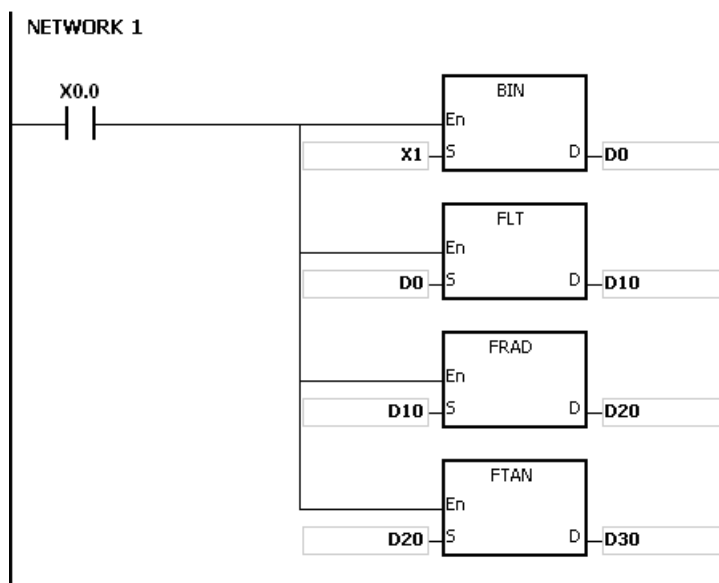 NETWORK 1
X0.0
BIN
En
X1 S D D0
FLT
En
D0 S D D10
FRAD
En
D10 S D D20
FTAN
En
D20 S D D30